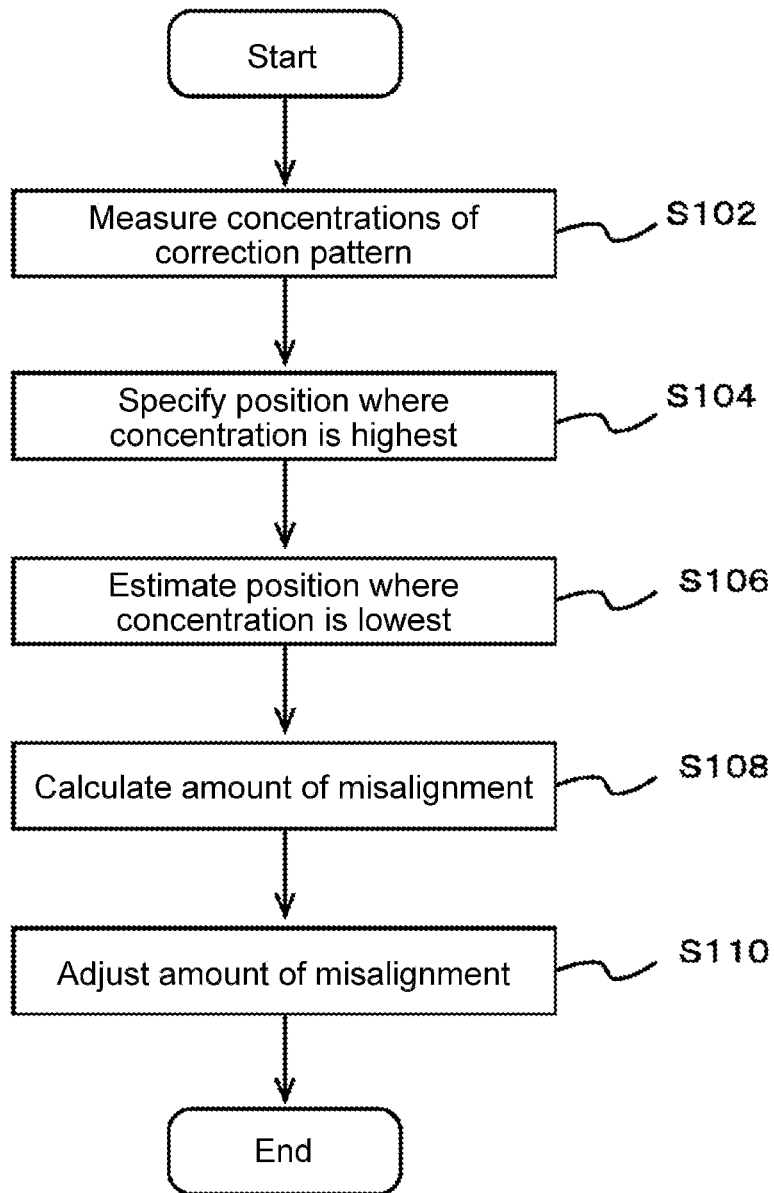 Start
Measure concentrations of
correction pattern
S102
Specify position where
concentration is highest
S104
Estimate position where
concentration is lowest
S106
Calculate amount of misalignment
S108
Adjust amount of misalignment
S110
End